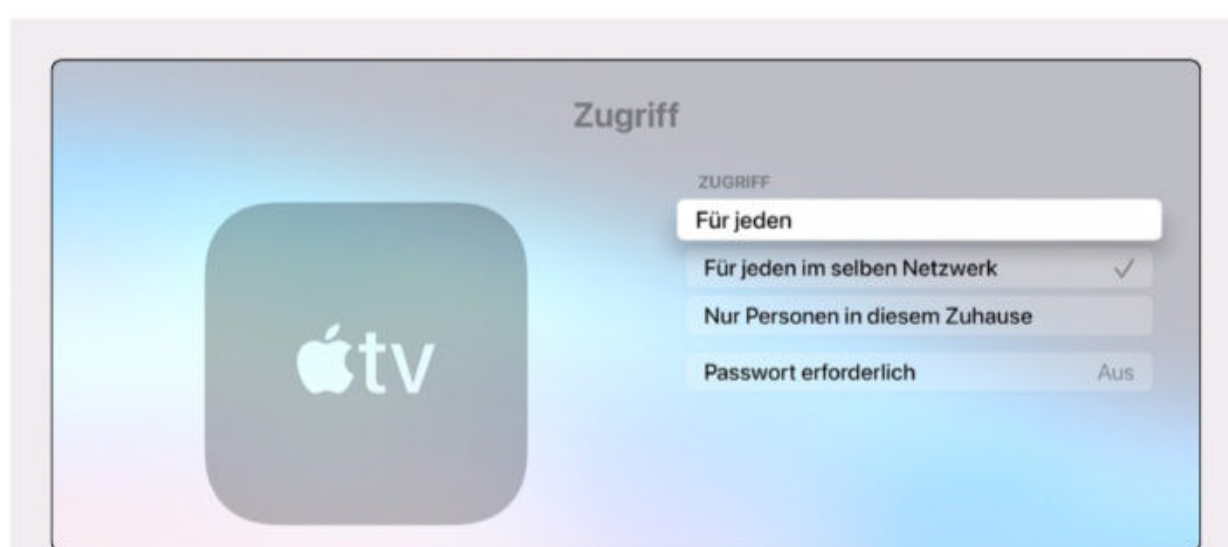 Zugriff
ZUGRIFF
Für jeden
Für jeden im selben Netzwerk
Nur Personen in diesem Zuhause
Passwort erforderlich Aus
tv